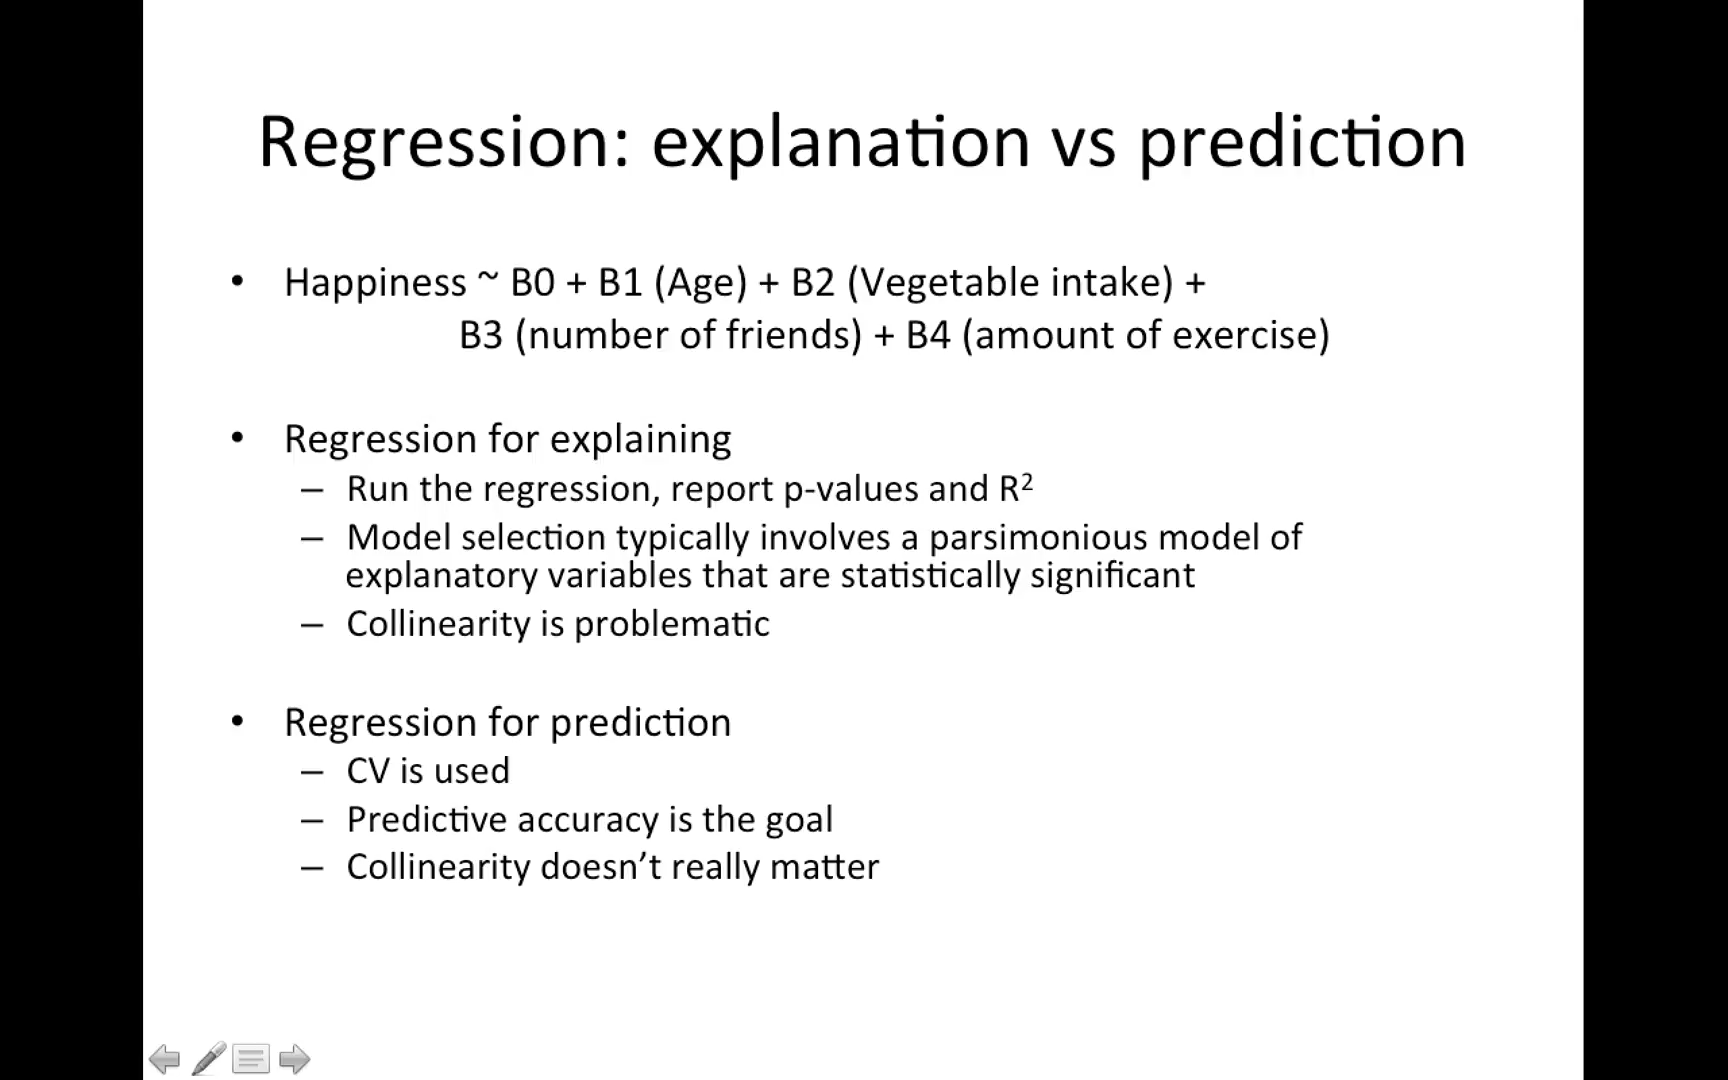 Regression: explanation vs prediction
• Happiness ~ B0 + B1 (Age) + B2 (Vegetable intake) +
B3 (number of friends) + B4 (amount of exercise)
• Regression for explaining
– Run the regression, report p-values and R²
– Model selection typically involves a parsimonious model of
explanatory variables that are statistically significant
– Collinearity is problematic
• Regression for prediction
– CV is used
– Predictive accuracy is the goal
– Collinearity doesn’t really matter